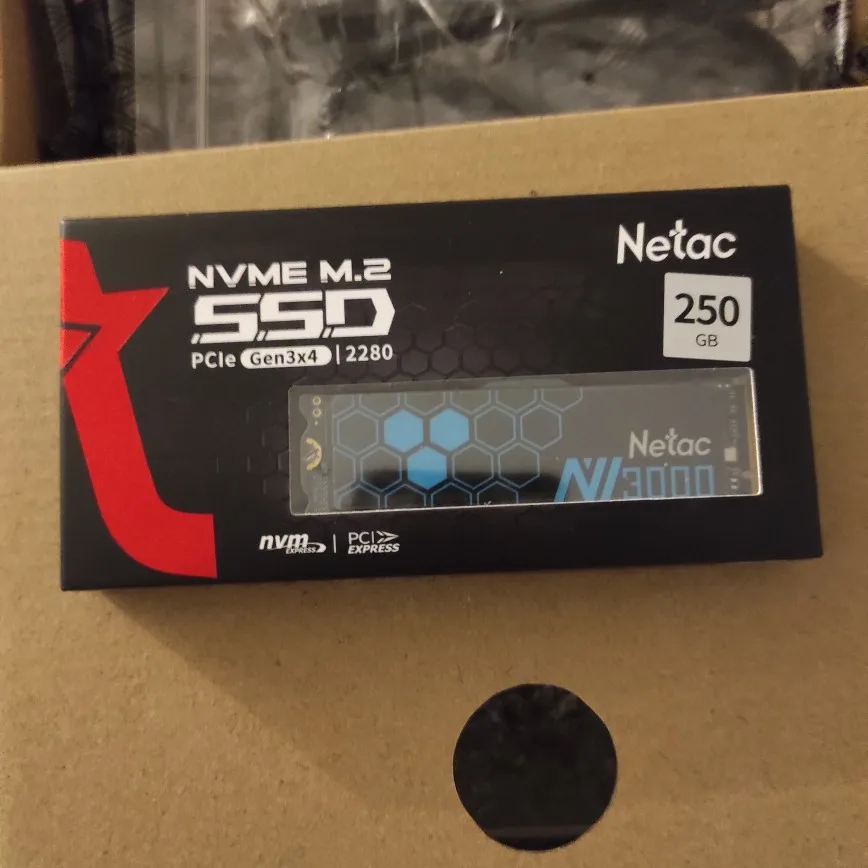 NVME M.2
SSD
PCIe Gen3x4 | 2280
Netac
250
GB
Netac
NV3000
nvm EXPRESS | PCI EXPRESS